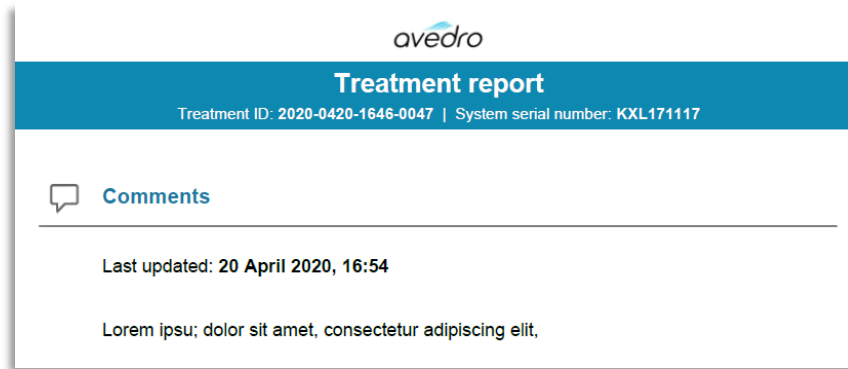 avedro
Treatment report
Treatment ID: 2020-0420-1646-0047 | System serial number: KXL171117
Comments
Last updated: 20 April 2020, 16:54
Lorem ipsu; dolor sit amet, consectetur adipiscing elit,